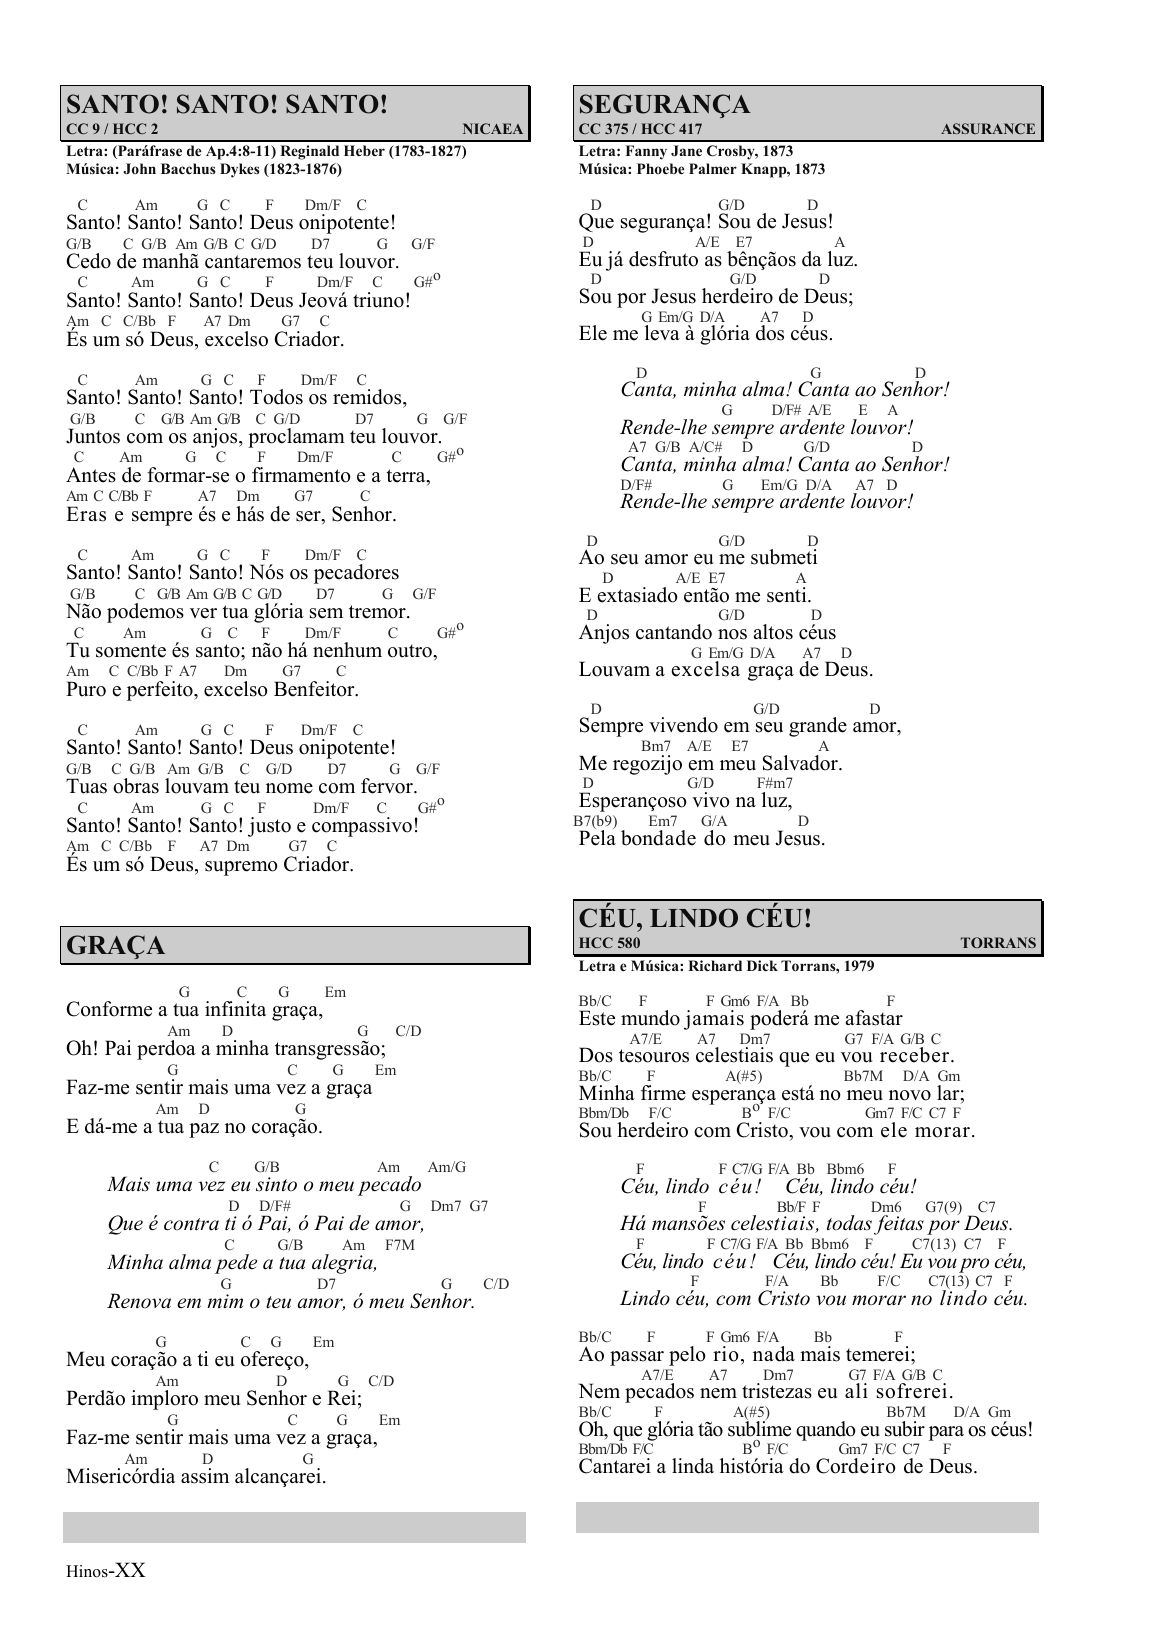 SANTO! SANTO! SANTO!
CC 9 / HCC 2 NICAEA
Letra: (Paráfrase de Ap.4:8-11) Reginald Heber (1783-1827)
Música: John Bacchus Dykes (1823-1876)
C Am G C F Dm/F C
Santo! Santo! Santo! Deus onipotente!
G/B C G/B Am G/B C G/D D7 G G/F
Cedo de manhã cantaremos teu louvor.
C Am G C F Dm/F C G#º
Santo! Santo! Santo! Deus Jeová triuno!
Am C C/Bb F A7 Dm G7 C
És um só Deus, excelso Criador.
C Am G C F Dm/F C
Santo! Santo! Santo! Todos os remidos,
G/B C G/B Am G/B C G/D D7 G G/F
Juntos com os anjos, proclamam teu louvor.
C Am G C F Dm/F C G#º
Antes de formar-se o firmamento e a terra,
Am C C/Bb F A7 Dm G7 C
Eras e sempre és e hás de ser, Senhor.
C Am G C F Dm/F C
Santo! Santo! Santo! Nós os pecadores
G/B C G/B Am G/B C G/D D7 G G/F
Não podemos ver tua glória sem tremor.
C Am G C F Dm/F C G#º
Tu somente és santo; não há nenhum outro,
Am C C/Bb F A7 Dm G7 C
Puro e perfeito, excelso Benfeitor.
C Am G C F Dm/F C
Santo! Santo! Santo! Deus onipotente!
G/B C G/B Am G/B C G/D D7 G G/F
Tuas obras louvam teu nome com fervor.
C Am G C F Dm/F C G#º
Santo! Santo! Santo! justo e compassivo!
Am C C/Bb F A7 Dm G7 C
És um só Deus, supremo Criador.
GRAÇA
G C G Em
Conforme a tua infinita graça,
Am D G C/D
Oh! Pai perdoa a minha transgressão;
G C G Em
Faz-me sentir mais uma vez a graça
Am D G
E dá-me a tua paz no coração.
C G/B Am Am/G
Mais uma vez eu sinto o meu pecado
D D/F# G Dm7 G7
Que é contra ti ó Pai, ó Pai de amor,
C G/B Am F7M
Minha alma pede a tua alegria,
G D7 G C/D
Renova em mim o teu amor, ó meu Senhor.
G C G Em
Meu coração a ti eu ofereço,
Am D G C/D
Perdão imploro meu Senhor e Rei;
G C G Em
Faz-me sentir mais uma vez a graça,
Am D G
Misericórdia assim alcançarei.
Hinos-XX
SEGURANÇA
CC 375 / HCC 417 ASSURANCE
Letra: Fanny Jane Crosby, 1873
Música: Phoebe Palmer Knapp, 1873
D G/D D
Que segurança! Sou de Jesus!
D A/E E7 A
Eu já desfruto as bênçãos da luz.
D G/D D
Sou por Jesus herdeiro de Deus;
G Em/G D/A A7 D
Ele me leva à glória dos céus.
D G D
Canta, minha alma! Canta ao Senhor!
G D/F# A/E E A
Rende-lhe sempre ardente louvor!
A7 G/B A/C# D G/D D
Canta, minha alma! Canta ao Senhor!
D/F# G Em/G D/A A7 D
Rende-lhe sempre ardente louvor!
D G/D D
Ao seu amor eu me submeti
D A/E E7 A
E extasiado então me senti.
D G/D D
Anjos cantando nos altos céus
G Em/G D/A A7 D
Louvam a excelsa graça de Deus.
D G/D D
Sempre vivendo em seu grande amor,
Bm7 A/E E7 A
Me regozijo em meu Salvador.
D G/D F#m7
Esperançoso vivo na luz,
B7(b9) Em7 G/A D
Pela bondade do meu Jesus.
CÉU, LINDO CÉU!
HCC 580 TORRANS
Letra e Música: Richard Dick Torrans, 1979
Bb/C F F Gm6 F/A Bb F
Este mundo jamais poderá me afastar
A7/E A7 Dm7 G7 F/A G/B C
Dos tesouros celestiais que eu vou receber.
Bb/C F A(#5) Bb7M D/A Gm
Minha firme esperança está no meu novo lar;
Bbm/Db F/C Bº F/C Gm7 F/C C7 F
Sou herdeiro com Cristo, vou com ele morar.
F F C7/G F/A Bb Bbm6 F
Céu, lindo céu! Céu, lindo céu!
F Bb/F F Dm6 G7(9) C7
Há mansões celestiais, todas feitas por Deus.
F F C7/G F/A Bb Bbm6 F C7(13) C7 F
Céu, lindo céu! Céu, lindo céu! Eu vou pro céu,
F F/A Bb F/C C7(13) C7 F
Lindo céu, com Cristo vou morar no lindo céu.
Bb/C F F Gm6 F/A Bb F
Ao passar pelo rio, nada mais temerei;
A7/E A7 Dm7 G7 F/A G/B C
Nem pecados nem tristezas eu ali sofrerei.
Bb/C F A(#5) Bb7M D/A Gm
Oh, que glória tão sublime quando eu subir para os céus!
Bbm/Db F/C Bº F/C Gm7 F/C C7 F
Cantarei a linda história do Cordeiro de Deus.